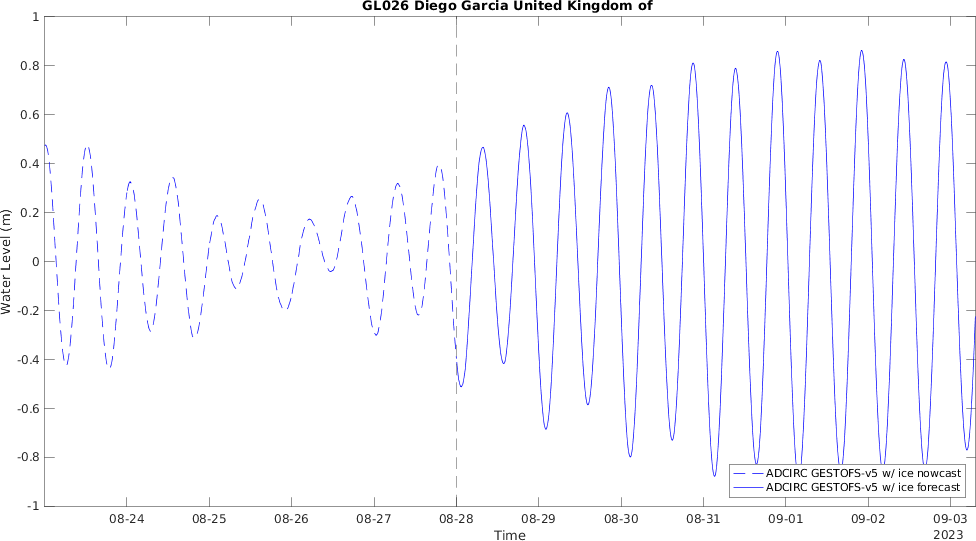 GL026 Diego Garcia United Kingdom of
1
0.8
0.6
0.4
0.2
0
-0.2
-0.4
-0.6
-0.8
-1
Water Level (m)
ADCIRC GESTOFS-v5 w/ ice nowcast
ADCIRC GESTOFS-v5 w/ ice forecast
08-24 08-25 08-26 08-27 08-28 08-29 08-30 08-31 09-01 09-02 09-03
Time
2023